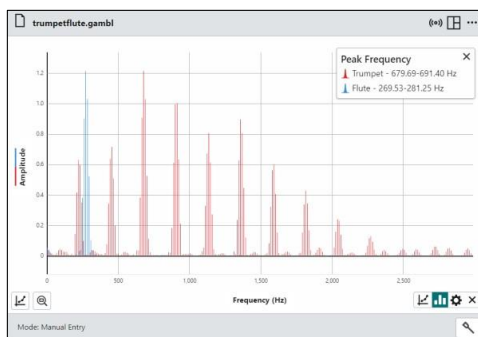 trumpetflute.gambl
Peak Frequency
Trumpet - 679.69-691.40 Hz
Flute - 269.53-281.25 Hz
1.2
1.0
0.8
0.6
0.4
0.2
0
Amplitude
0
500
1,000
1,500
2,000
2,500
Frequency (Hz)
Mode: Manual Entry